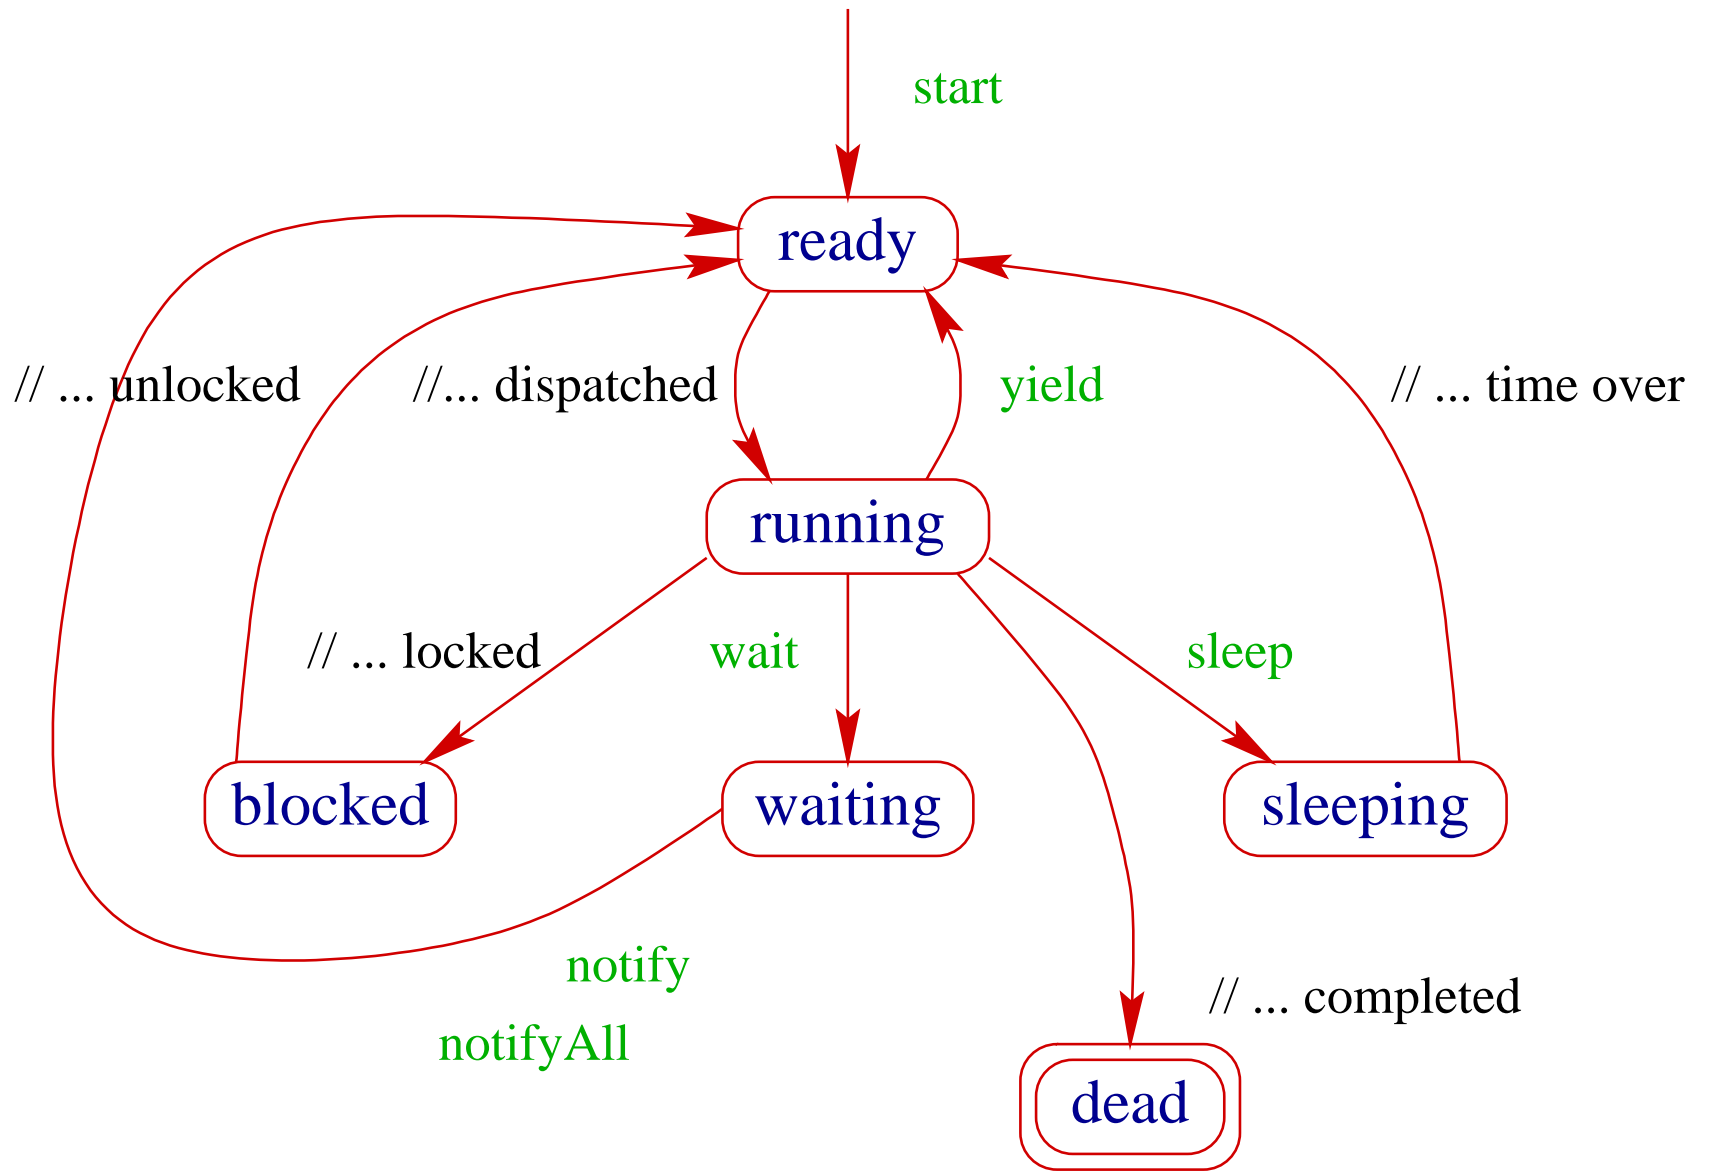 start
ready
// ... unlocked
//... dispatched
yield
// ... time over
running
// ... locked
wait
sleep
blocked
waiting
sleeping
notify
// ... completed
notifyAll
dead